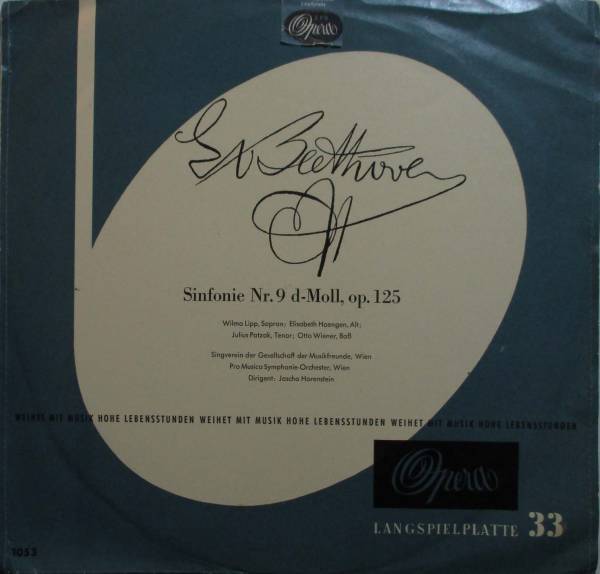 Opera
L v Beethoven
Sinfonie Nr. 9 d-Moll, op. 125
Wilma Lipp, Sopran; Elisabeth Hoengen, Alt;
Julius Patzak, Tenor; Otto Wiener, Baß
Singverein der Gesellschaft der Musikfreunde, Wien
Pro Musica Symphonie-Orchester, Wien
Dirigent: Jascha Horenstein
WEIHET MIT MUSIK HOHE LEBENSSTUNDEN WEIHET MIT MUSIK HOHE LEBENSSTUNDEN WEIHET MIT MUSIK HOHE LEBENSSTUNDEN
Opera
LANGSPIELPLATTE 33
1053